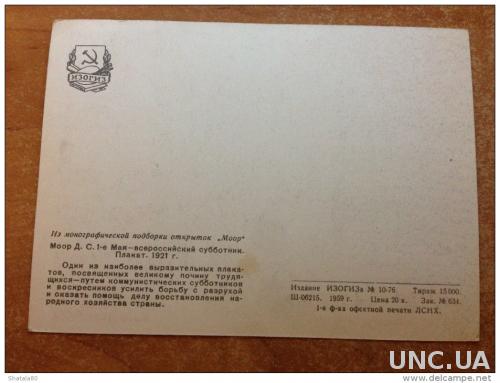 ИЗОГИЗ
Из монографической подборки открыток „Моор"
Моор Д. С. 1-е Мая—всероссийский субботник.
Плакат. 1921 г.
Один из наиболее выразительных плака-
тов, посвященных великому почину трудя-
щихся—путем коммунистических субботников
и воскресников усилить борьбу с разрухой
и оказать помощь делу восстановления на-
родного хозяйства страны.
Издание ИЗОГИЗа № 10-76. Тираж 15 000.
Ш-06215. 1959 г. Цена 20 к. Зак. № 634.
1-я ф-ка офсетной печати ЛСНХ.
Shatala80
UNC.UA